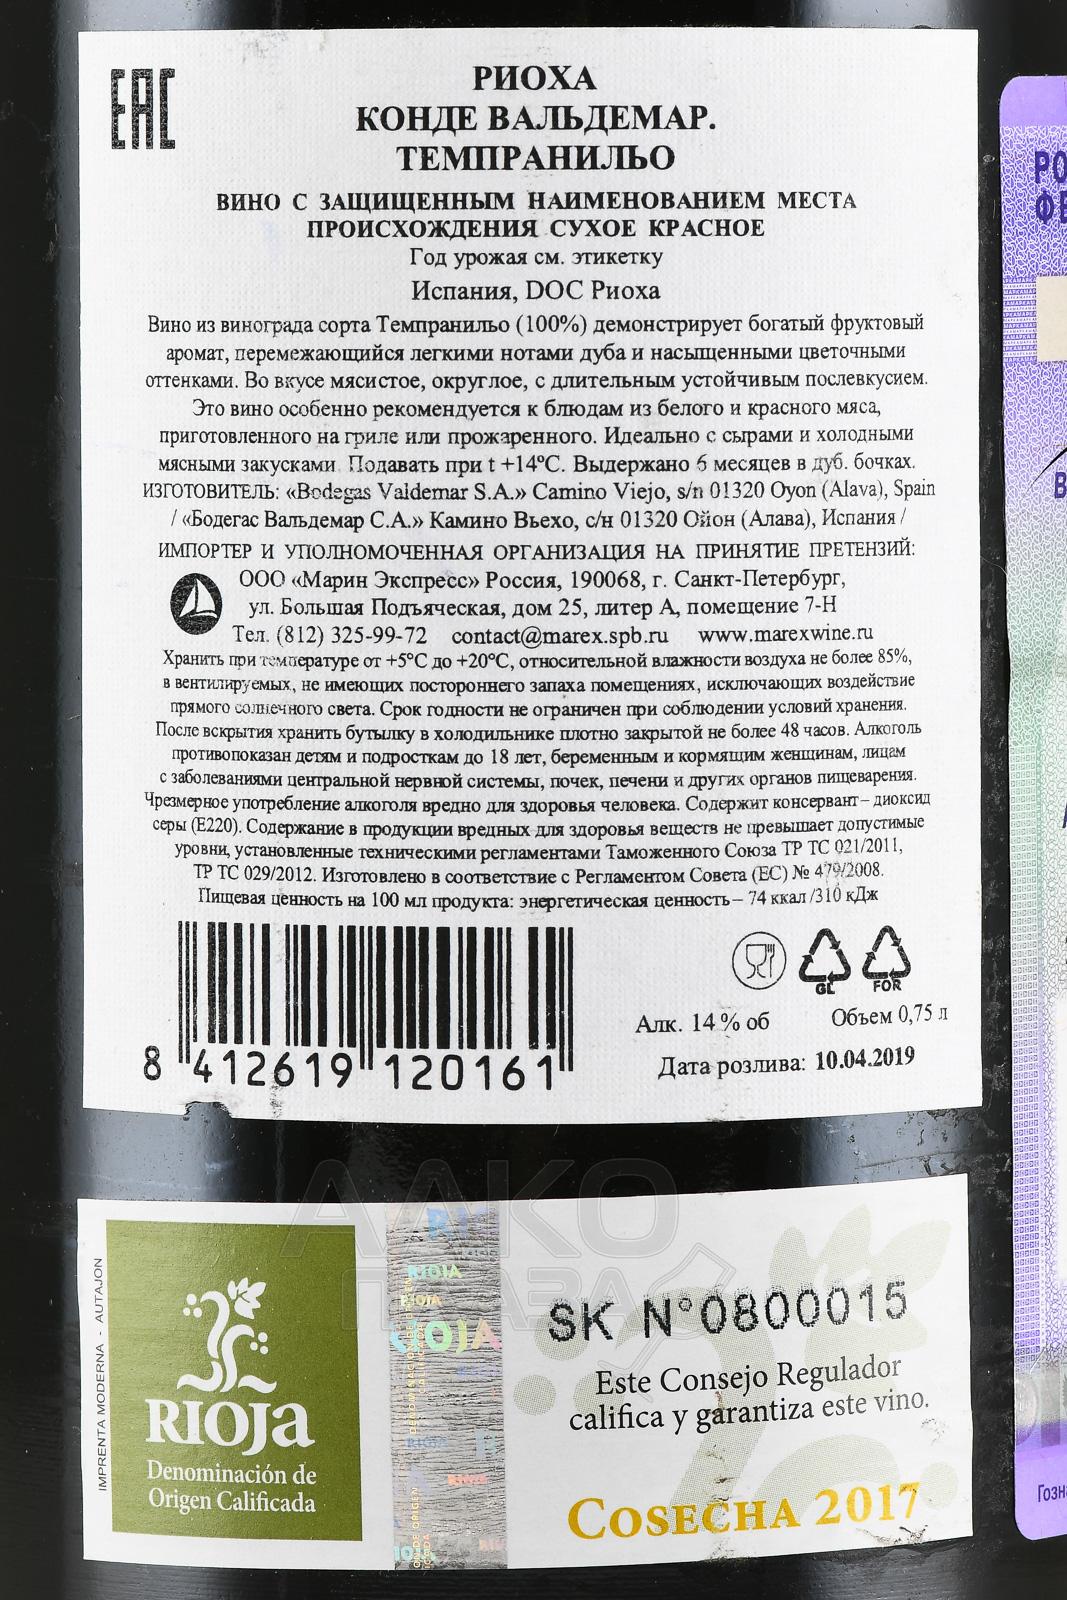 EAC
РИОХА
КОНДЕ ВАЛЬДЕМАР.
ТЕМПРАНИЛЬО
ВИНО С ЗАЩИЩЕННЫМ НАИМЕНОВАНИЕМ МЕСТА
ПРОИСХОЖДЕНИЯ СУХОЕ КРАСНОЕ
Год урожая см. этикетку
Испания, DOC Риоха
Вино из винограда сорта Темпранильо (100%) демонстрирует богатый фруктовый
аромат, перемежающийся легкими нотами дуба и насыщенными цветочными
оттенками. Во вкусе мясистое, округлое, с длительным устойчивым послевкусием.
Это вино особенно рекомендуется к блюдам из белого и красного мяса,
приготовленного на гриле или прожаренного. Идеально с сырами и холодными
мясными закусками. Подавать при t +14°С. Выдержано 6 месяцев в дуб. бочках.
ИЗГОТОВИТЕЛЬ: «Bodegas Valdemar S.A.» Camino Viejo, s/n 01320 Oyon (Alava), Spain
/ «Бодегас Вальдемар С.А.» Камино Вьехо, с/н 01320 Ойон (Алава), Испания /
ИМПОРТЕР И УПОЛНОМОЧЕННАЯ ОРГАНИЗАЦИЯ НА ПРИНЯТИЕ ПРЕТЕНЗИЙ:
ООО «Марин Экспресс» Россия, 190068, г. Санкт-Петербург,
ул. Большая Подъяческая, дом 25, литер А, помещение 7-Н
Тел. (812) 325-99-72 contact@marex.spb.ru www.marexwine.ru
Хранить при температуре от +5°С до +20°С, относительной влажности воздуха не более 85%,
в вентилируемых, не имеющих постороннего запаха помещениях, исключающих воздействие
прямого солнечного света. Срок годности не ограничен при соблюдении условий хранения.
После вскрытия хранить бутылку в холодильнике плотно закрытой не более 48 часов. Алкоголь
противопоказан детям и подросткам до 18 лет, беременным и кормящим женщинам, лицам
с заболеваниями центральной нервной системы, почек, печени и других органов пищеварения.
Чрезмерное употребление алкоголя вредно для здоровья человека. Содержит консервант – диоксид
серы (Е220). Содержание в продукции вредных для здоровья веществ не превышает допустимые
уровни, установленные техническими регламентами Таможенного Союза ТР ТС 021/2011,
ТР ТС 029/2012. Изготовлено в соответствие с Регламентом Совета (ЕС) № 479/2008.
Пищевая ценность на 100 мл продукта: энергетическая ценность – 74 ккал /310 кДж
GL FOR
Алк. 14 % об Объем 0,75 л
Дата розлива: 10.04.2019
8 412619 120161
IMPRENTA MODERNA - AUTAJON
RIOJA
Denominación de
Origen Calificada
RIOJA
SK Nº0800015
Este Consejo Regulador
califica y garantiza este vino.
COSECHA 2017